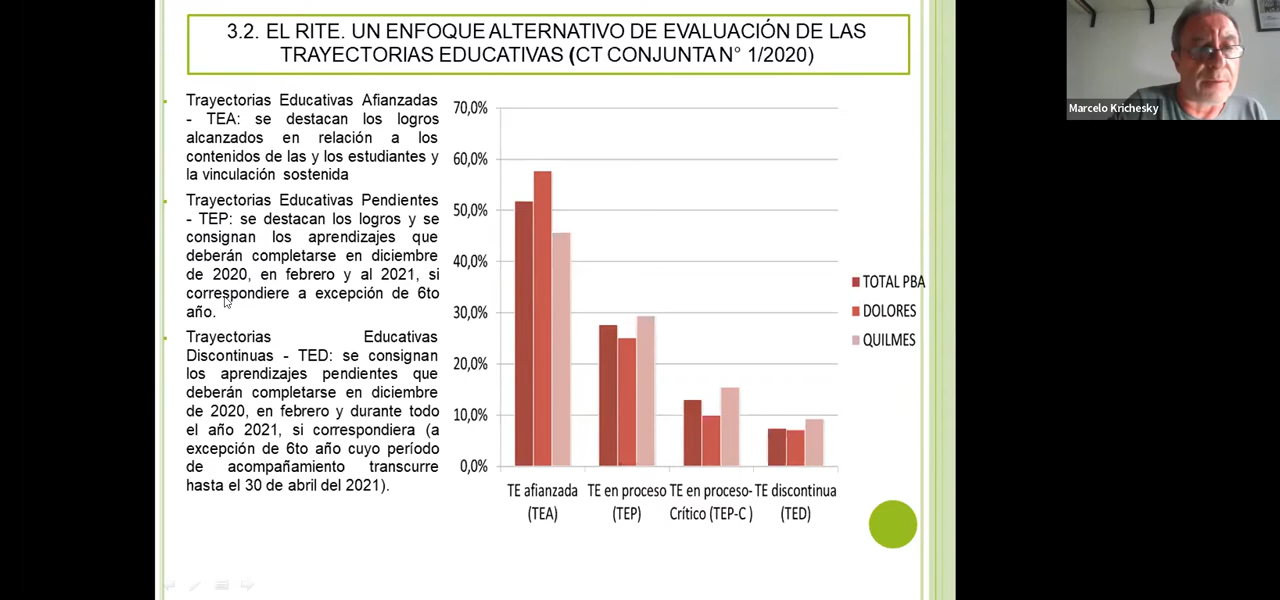 3.2. EL RITE. UN ENFOQUE ALTERNATIVO DE EVALUACIÓN DE LAS
TRAYECTORIAS EDUCATIVAS (CT CONJUNTA N° 1/2020)
Trayectorias Educativas Afianzadas
- TEA: se destacan los logros
alcanzados en relación a los
contenidos de las y los estudiantes y
la vinculación sostenida
Trayectorias Educativas Pendientes
- TEP: se destacan los logros y se
consignan los aprendizajes que
deberán completarse en diciembre
de 2020, en febrero y al 2021, si
correspondiere a excepción de 6to
año.
Trayectorias Educativas
Discontinuas - TED: se consignan
los aprendizajes pendientes que
deberán completarse en diciembre
de 2020, en febrero y durante todo
el año 2021, si correspondiera (a
excepción de 6to año cuyo período
de acompañamiento transcurre
hasta el 30 de abril del 2021).
70,0%
60,0%
50,0%
40,0%
30,0%
20,0%
10,0%
0,0%
TE afianzada
(TEA)
TE en proceso
(TEP)
TE en proceso-
Crítico (TEP-C )
TE discontinua
(TED)
TOTAL PBA
DOLORES
QUILMES
Marcelo Krichesky